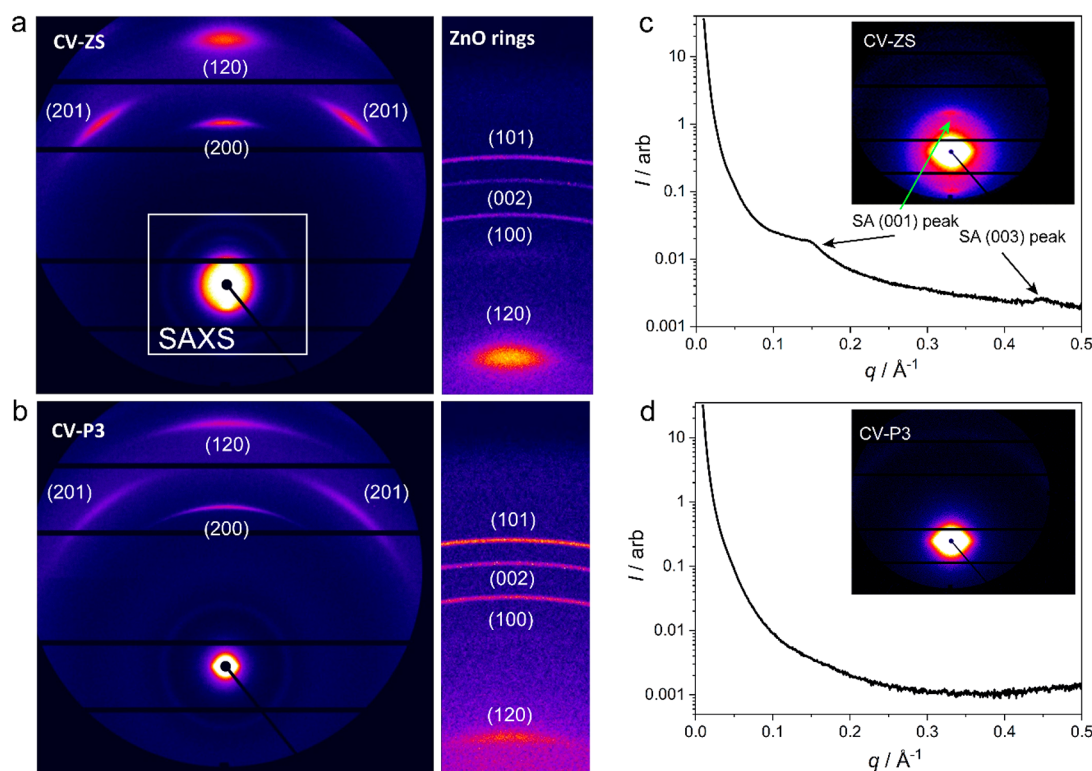 a
CV-ZS
(120)
(201)
(201)
(200)
SAXS
ZnO rings
(101)
(002)
(100)
(120)
b
CV-P3
(120)
(201)
(201)
(200)
(101)
(002)
(100)
(120)
c
CV-ZS
SA (001) peak
SA (003) peak
10
1
0.1
0.01
0.001
I / arb
0.0 0.1 0.2 0.3 0.4 0.5
q / Å⁻¹
d
CV-P3
10
1
0.1
0.01
0.001
I / arb
0.0 0.1 0.2 0.3 0.4 0.5
q / Å⁻¹